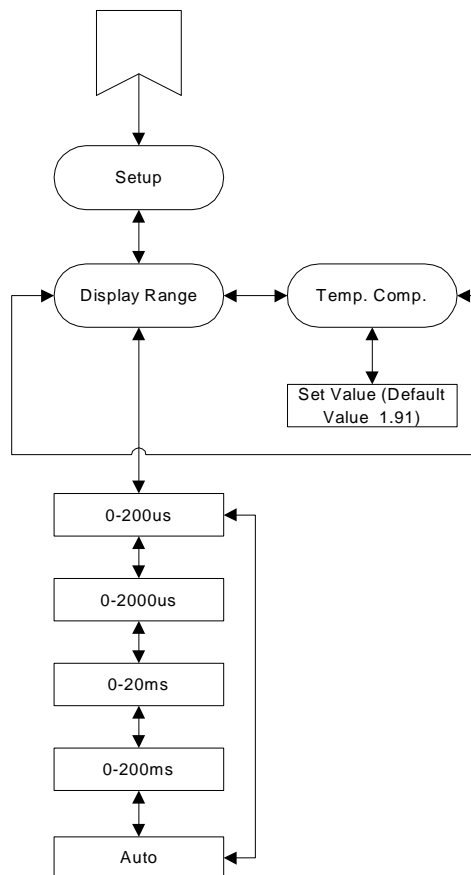 Setup
Display Range
Temp. Comp.
Set Value (Default
Value 1.91)
0-200us
0-2000us
0-20ms
0-200ms
Auto